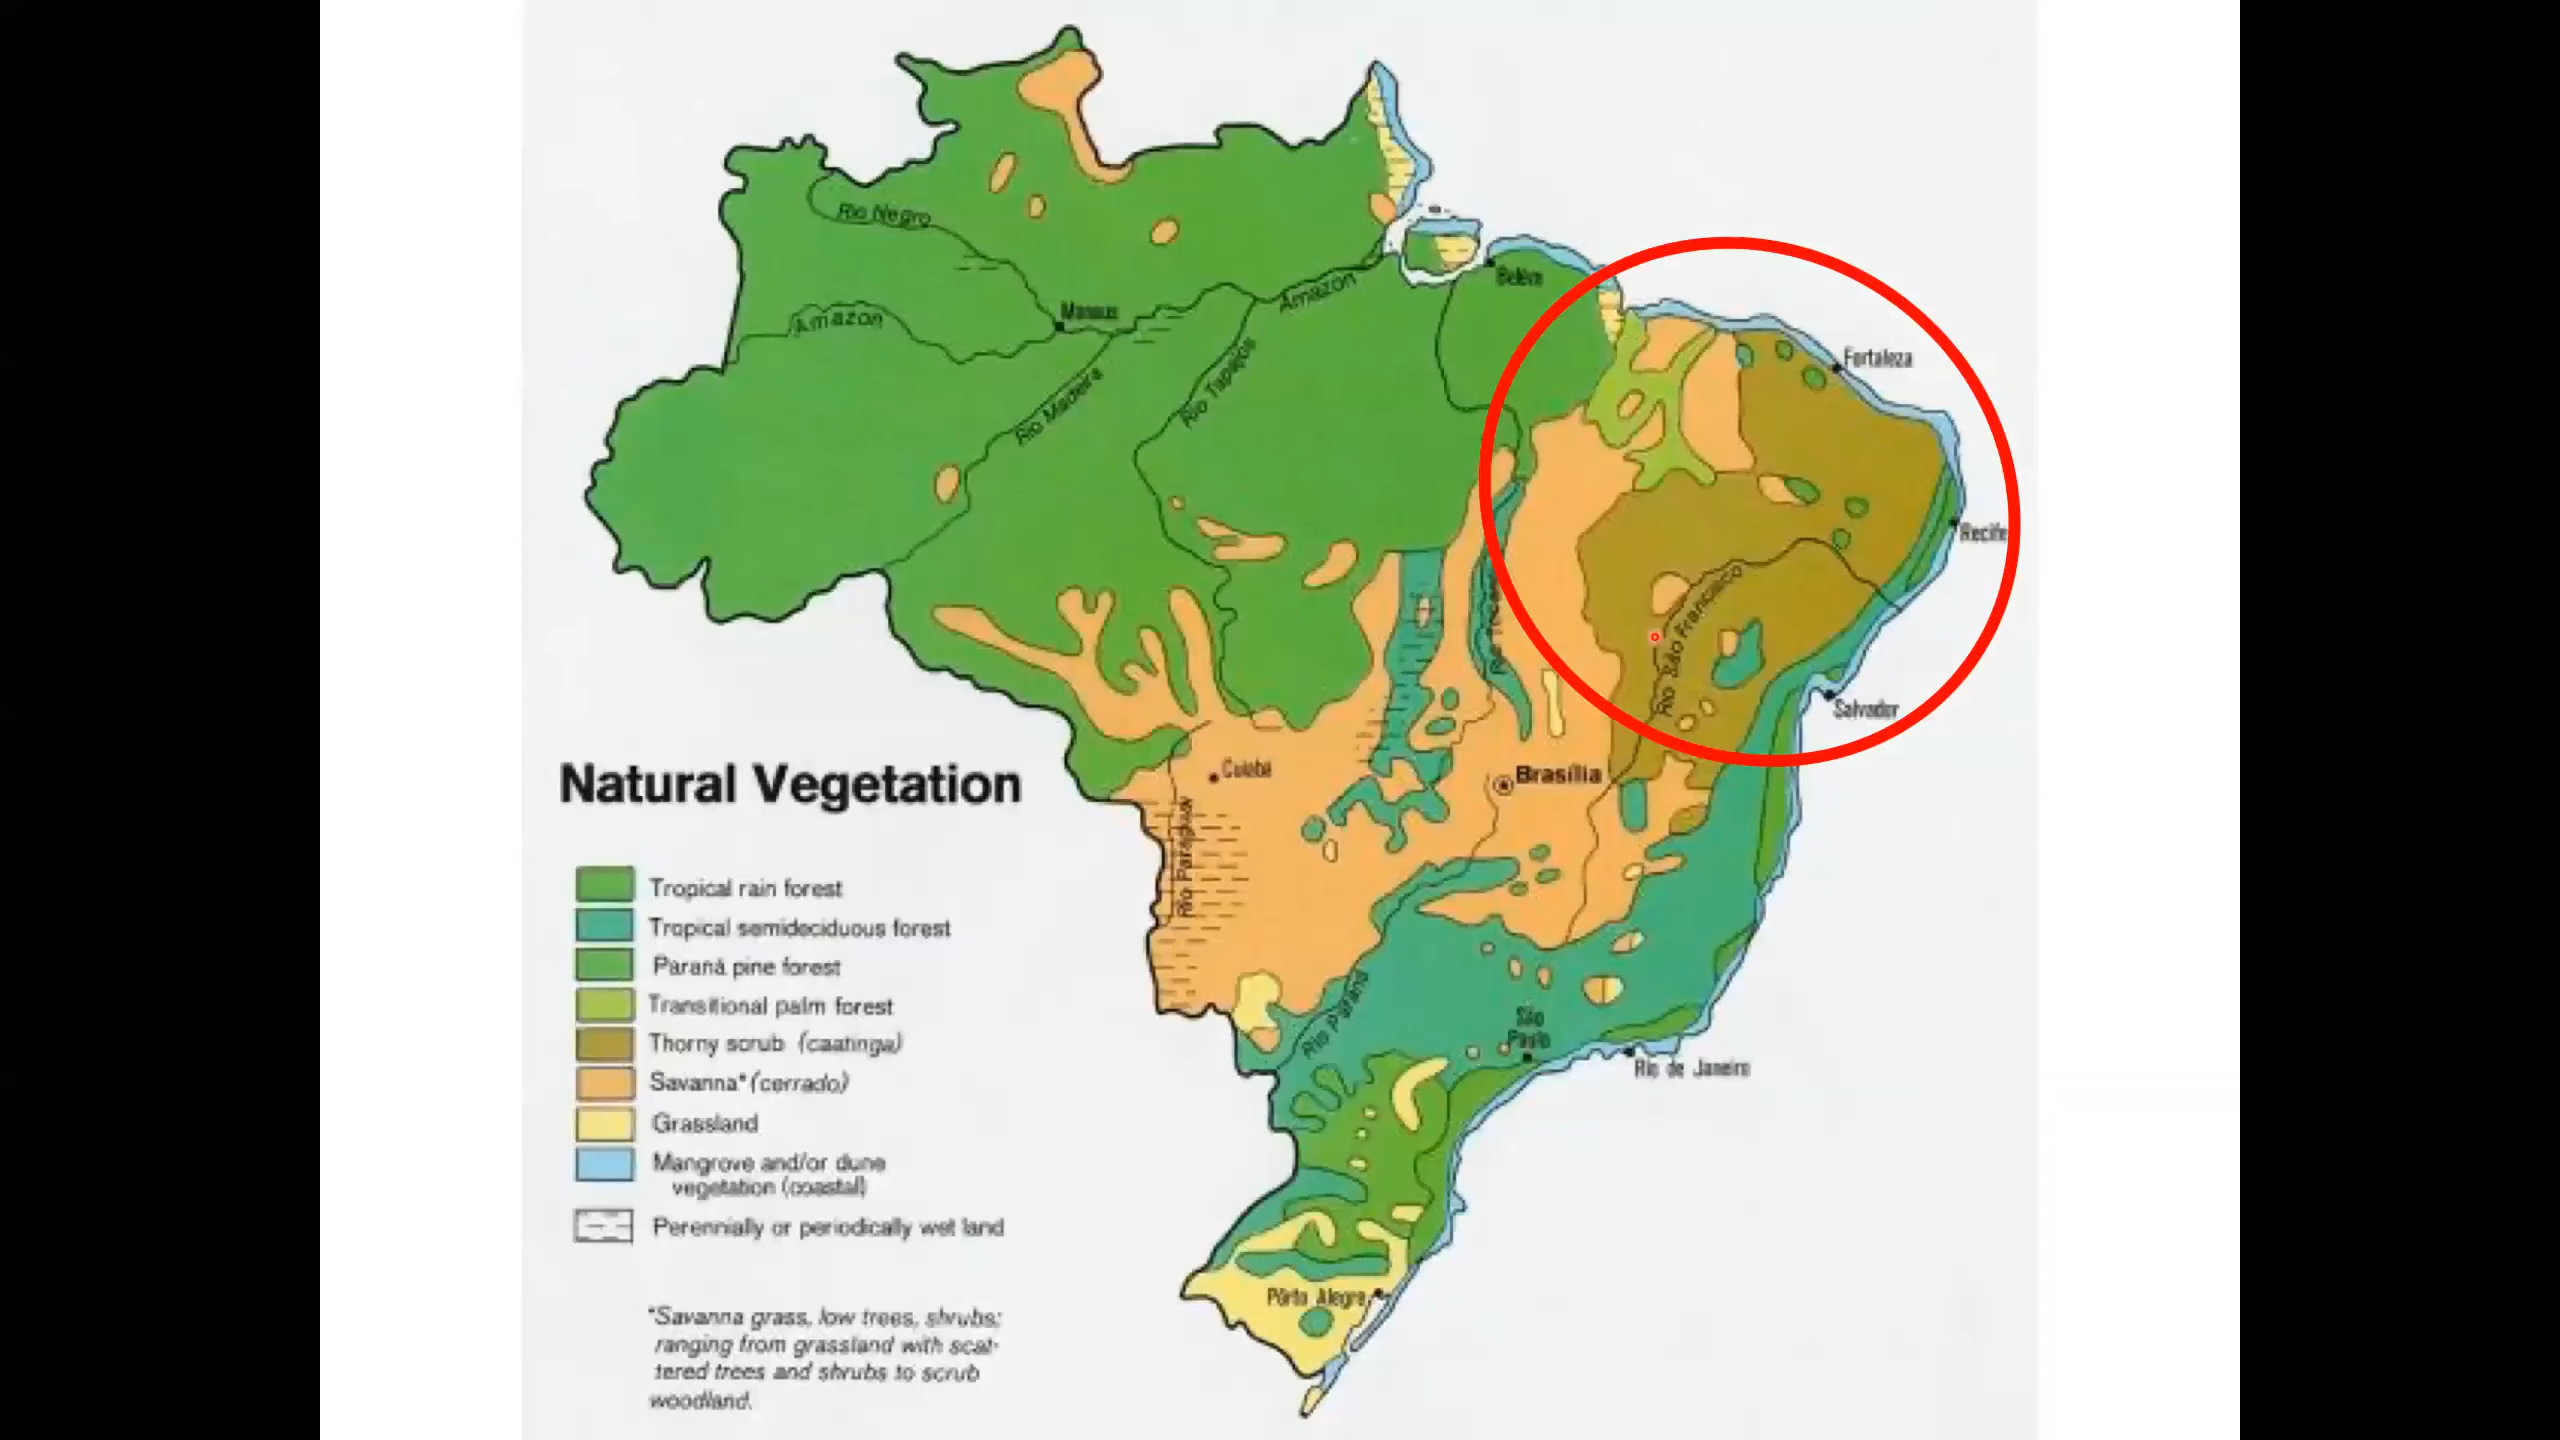 Rio Negro
Belém
Amazon
Manaus
Amazon
Fortaleza
Rio Tapajós
Rio Madeira
Recife
Rio São Francisco
Salvador
Natural Vegetation
Cuiabá
Brasília
Rio Paraguay
Tropical rain forest
Tropical semideciduous forest
Paraná pine forest
Transitional palm forest
Thorny scrub (caatinga)
Savanna* (cerrado)
Grassland
Mangrove and/or dune
vegetation (coastal)
Perennially or periodically wet land
Rio Paraná
São
Paulo
Rio de Janeiro
Pôrto Alegre
*Savanna grass, low trees, shrubs;
ranging from grassland with scat-
tered trees and shrubs to scrub
woodland.